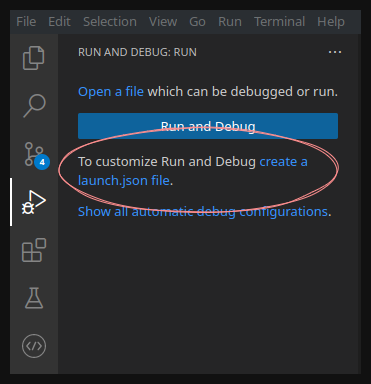 File Edit Selection View Go Run Terminal Help
RUN AND DEBUG: RUN ...
Open a file which can be debugged or run.
Run and Debug
4
To customize Run and Debug create a
launch.json file.
Show all automatic debug configurations.